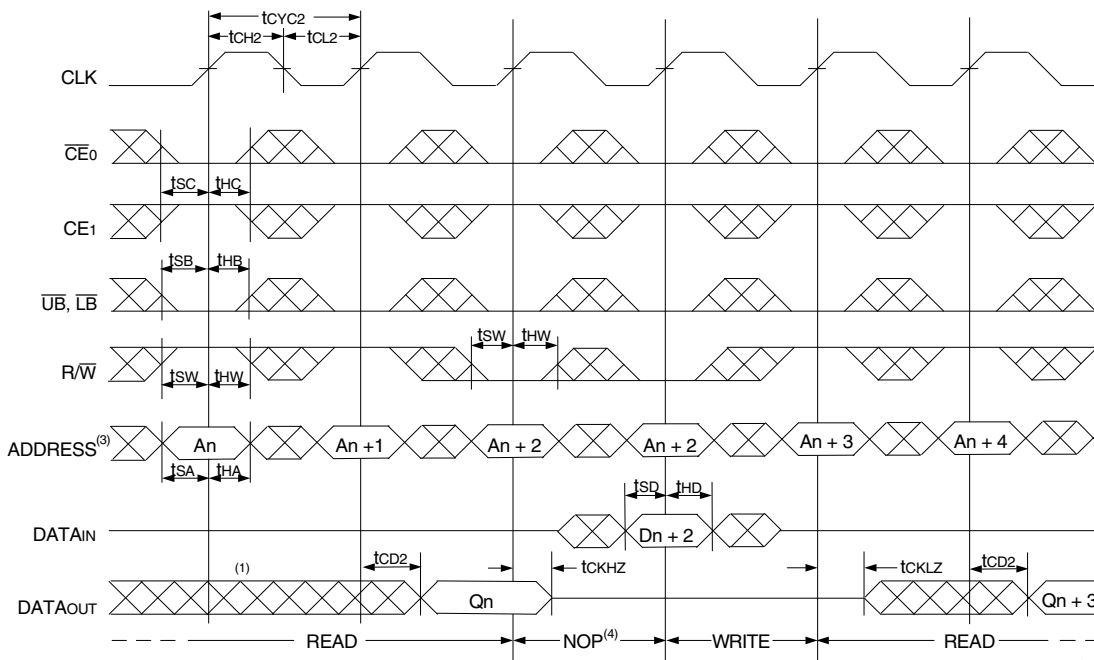 tCYC2
tCH2 tCL2
CLK
CE0
tSC tHC
CE1
tSB tHB
UB, LB
tSW tHW
R/W
tSW tHW
ADDRESS(3) An An +1 An + 2 An + 2 An + 3 An + 4
tSA tHA
tSD tHD
DATAIN Dn + 2
tCD2 tCKHZ tCKLZ tCD2
(1)
DATAOUT Qn Qn + 3
READ NOP(4) WRITE READ